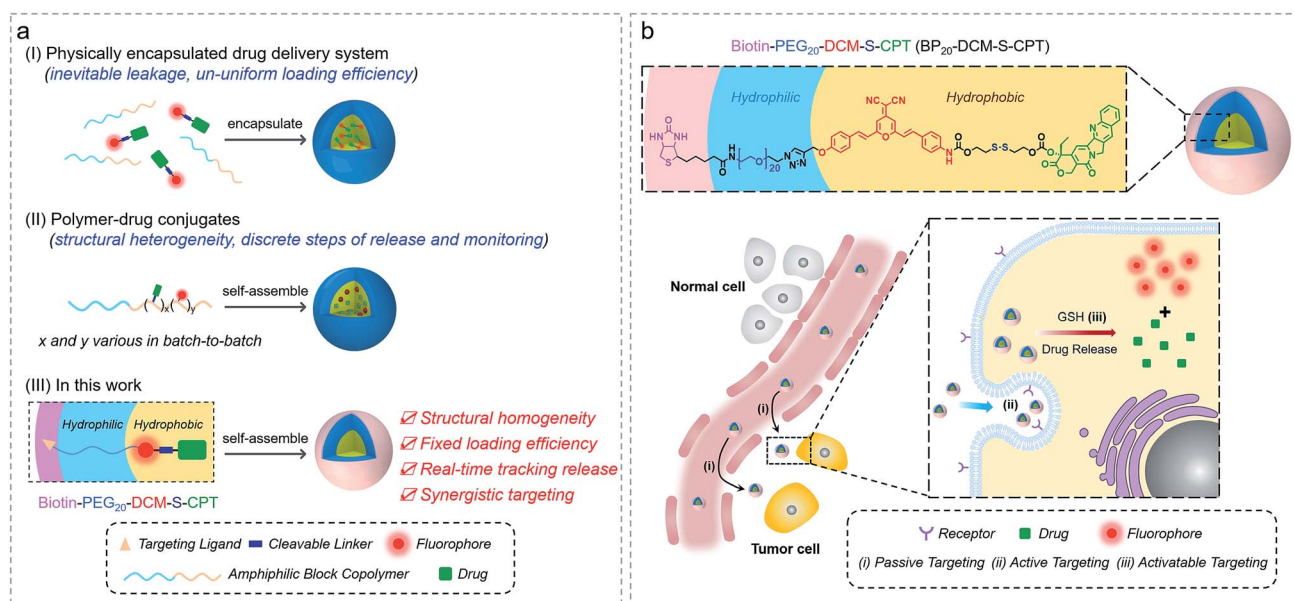 a
(I) Physically encapsulated drug delivery system
(inevitable leakage, un-uniform loading efficiency)
encapsulate
(II) Polymer-drug conjugates
(structural heterogeneity, discrete steps of release and monitoring)
self-assemble
( )x( )y
x and y various in batch-to-batch
(III) In this work
Hydrophilic Hydrophobic
self-assemble
Biotin-PEG20-DCM-S-CPT
☑ Structural homogeneity
☑ Fixed loading efficiency
☑ Real-time tracking release
☑ Synergistic targeting
Targeting Ligand Cleavable Linker Fluorophore
Amphiphilic Block Copolymer Drug
b
Biotin-PEG20-DCM-S-CPT (BP20-DCM-S-CPT)
Hydrophilic Hydrophobic
NC CN
O
HN NH
S
O
N
H
O
20
N
N=N
O
O
N
H
O
O
S-S
O
O
O
O
O
N
N
O
Normal cell
(i)
(i)
Tumor cell
GSH (iii)
Drug Release
+
(ii)
Receptor Drug Fluorophore
(i) Passive Targeting (ii) Active Targeting (iii) Activatable Targeting